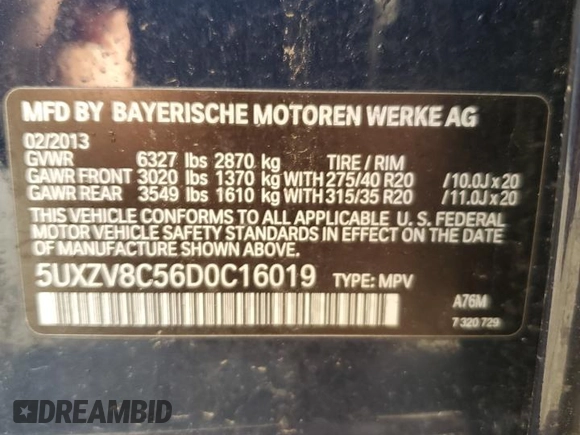 MFD BY BAYERISCHE MOTOREN WERKE AG
02/2013
GVWR 6327 lbs 2870 kg TIRE / RIM
GAWR FRONT 3020 lbs 1370 kg WITH 275/40 R20 / 10.0J x 20
GAWR REAR 3549 lbs 1610 kg WITH 315/35 R20 / 11.0J x 20
THIS VEHICLE CONFORMS TO ALL APPLICABLE U. S. FEDERAL
MOTOR VEHICLE SAFETY STANDARDS IN EFFECT ON THE DATE
OF MANUFACTURE SHOWN ABOVE.
5UXZV8C56D0C16019 TYPE: MPV
A76M
7 320 729
DREAMBID